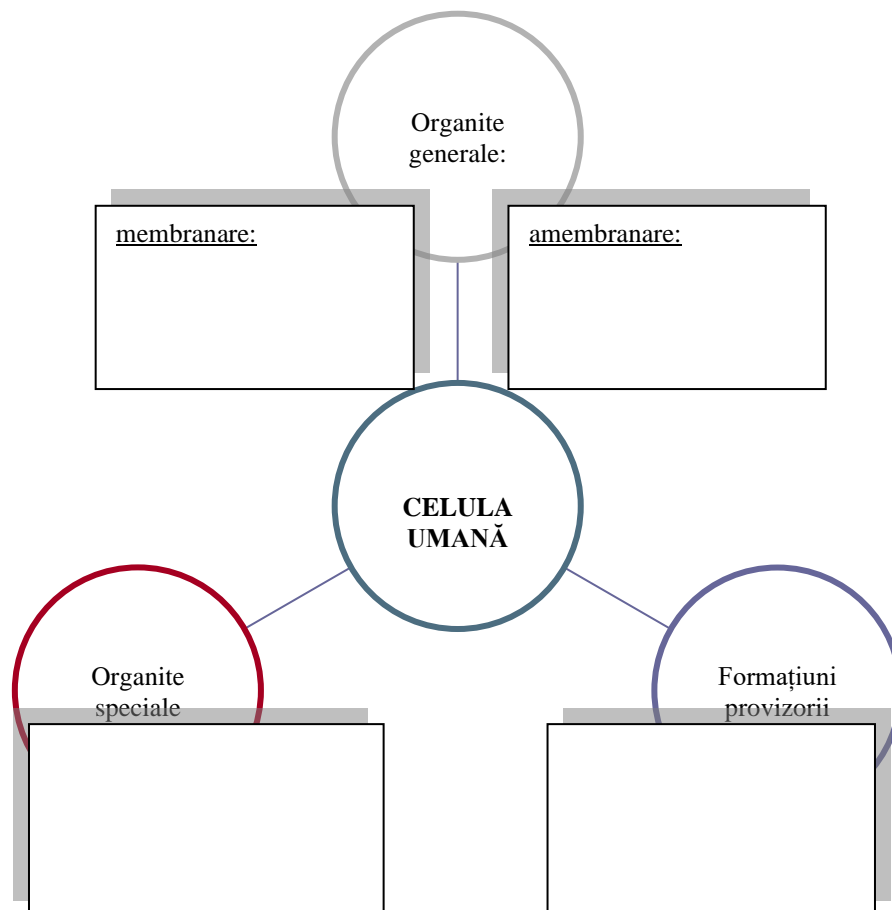 Organite
generale:
membranare:
amembranare:
CELULA
UMANĂ
Organite
speciale
Formațiuni
provizorii